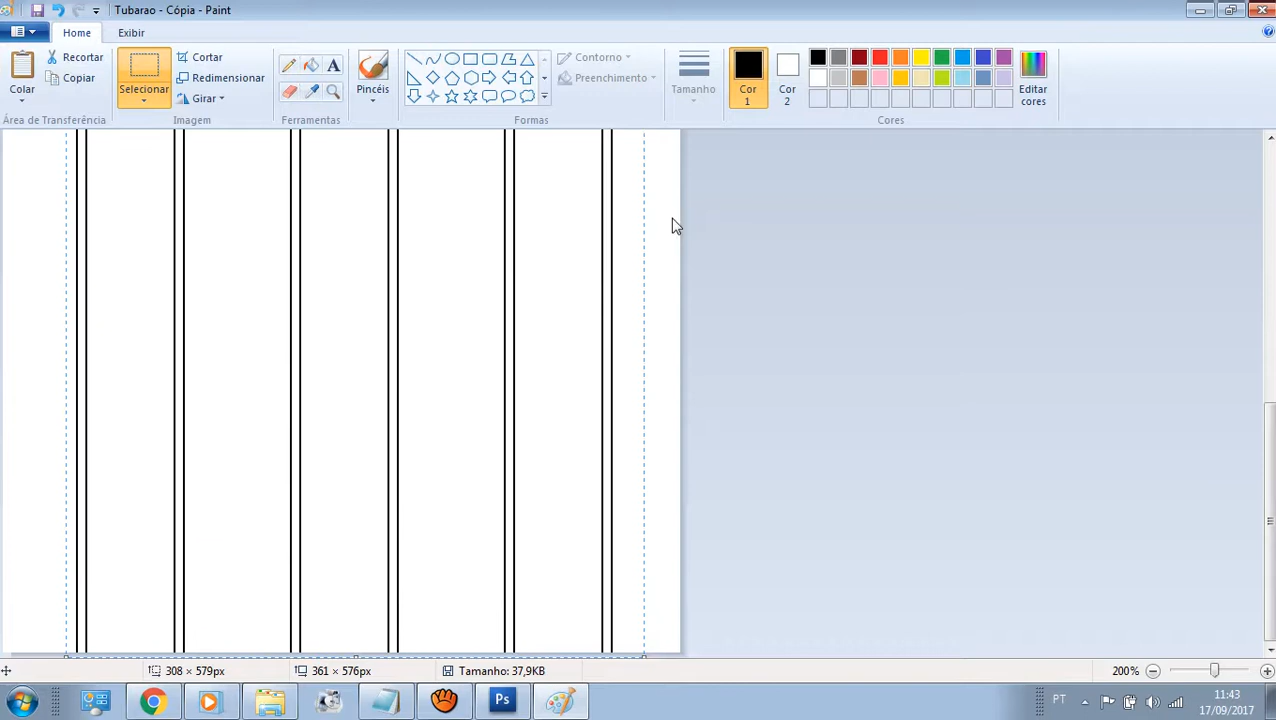 Tubarao - Cópia - Paint
Home
Exibir
Colar
Recortar
Copiar
Área de Transferência
Selecionar
Cortar
Redimensionar
Girar
Imagem
A
Ferramentas
Pincéis
Contorno
Preenchimento
Formas
Tamanho
Cor
1
Cor
2
Editar
cores
Cores
308 × 579px
361 × 576px
Tamanho: 37,9KB
200%
Ps
PT
11:43
17/09/2017